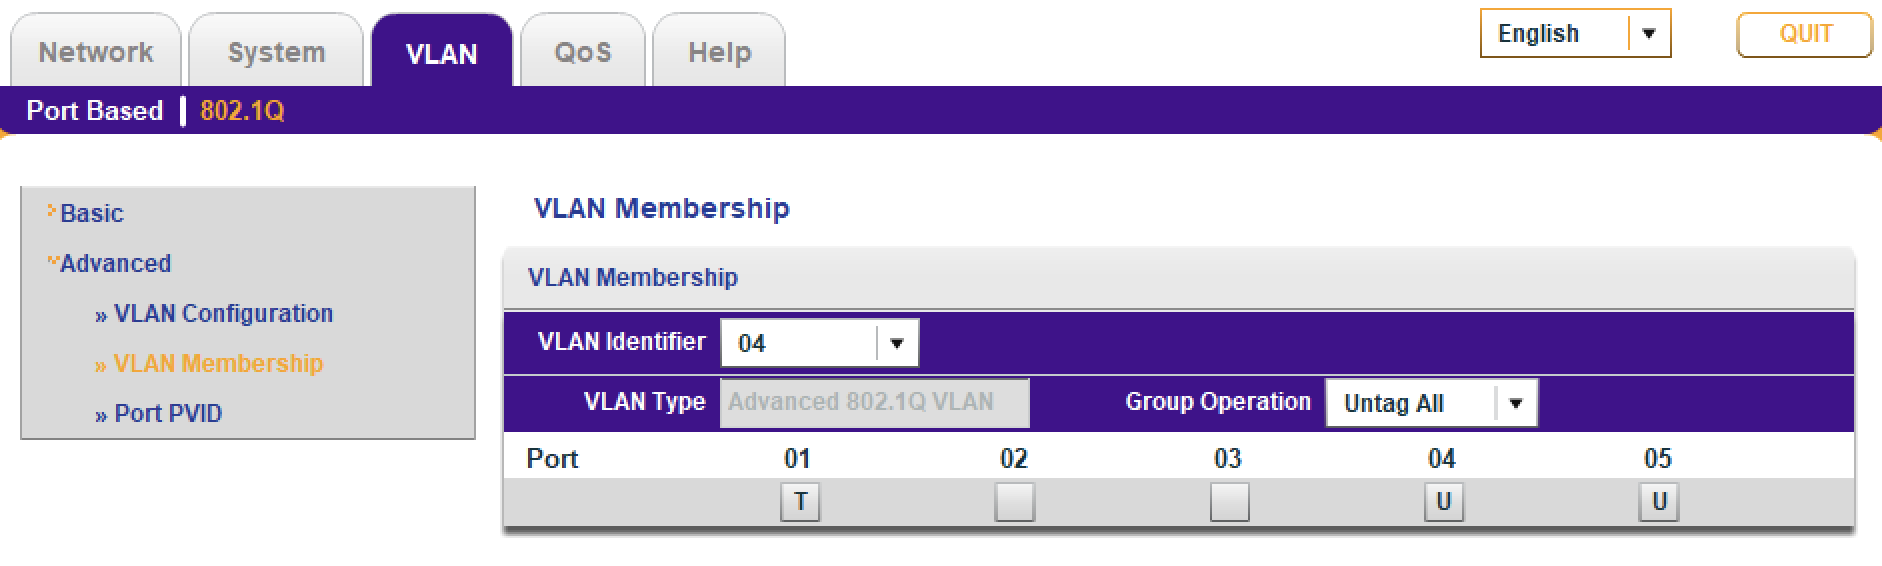 Network System VLAN QoS Help English QUIT
Port Based 802.1Q
Basic
Advanced
» VLAN Configuration
» VLAN Membership
» Port PVID
VLAN Membership
VLAN Membership
VLAN Identifier 04
VLAN Type Advanced 802.1Q VLAN Group Operation Untag All
Port 01 02 03 04 05
T U U